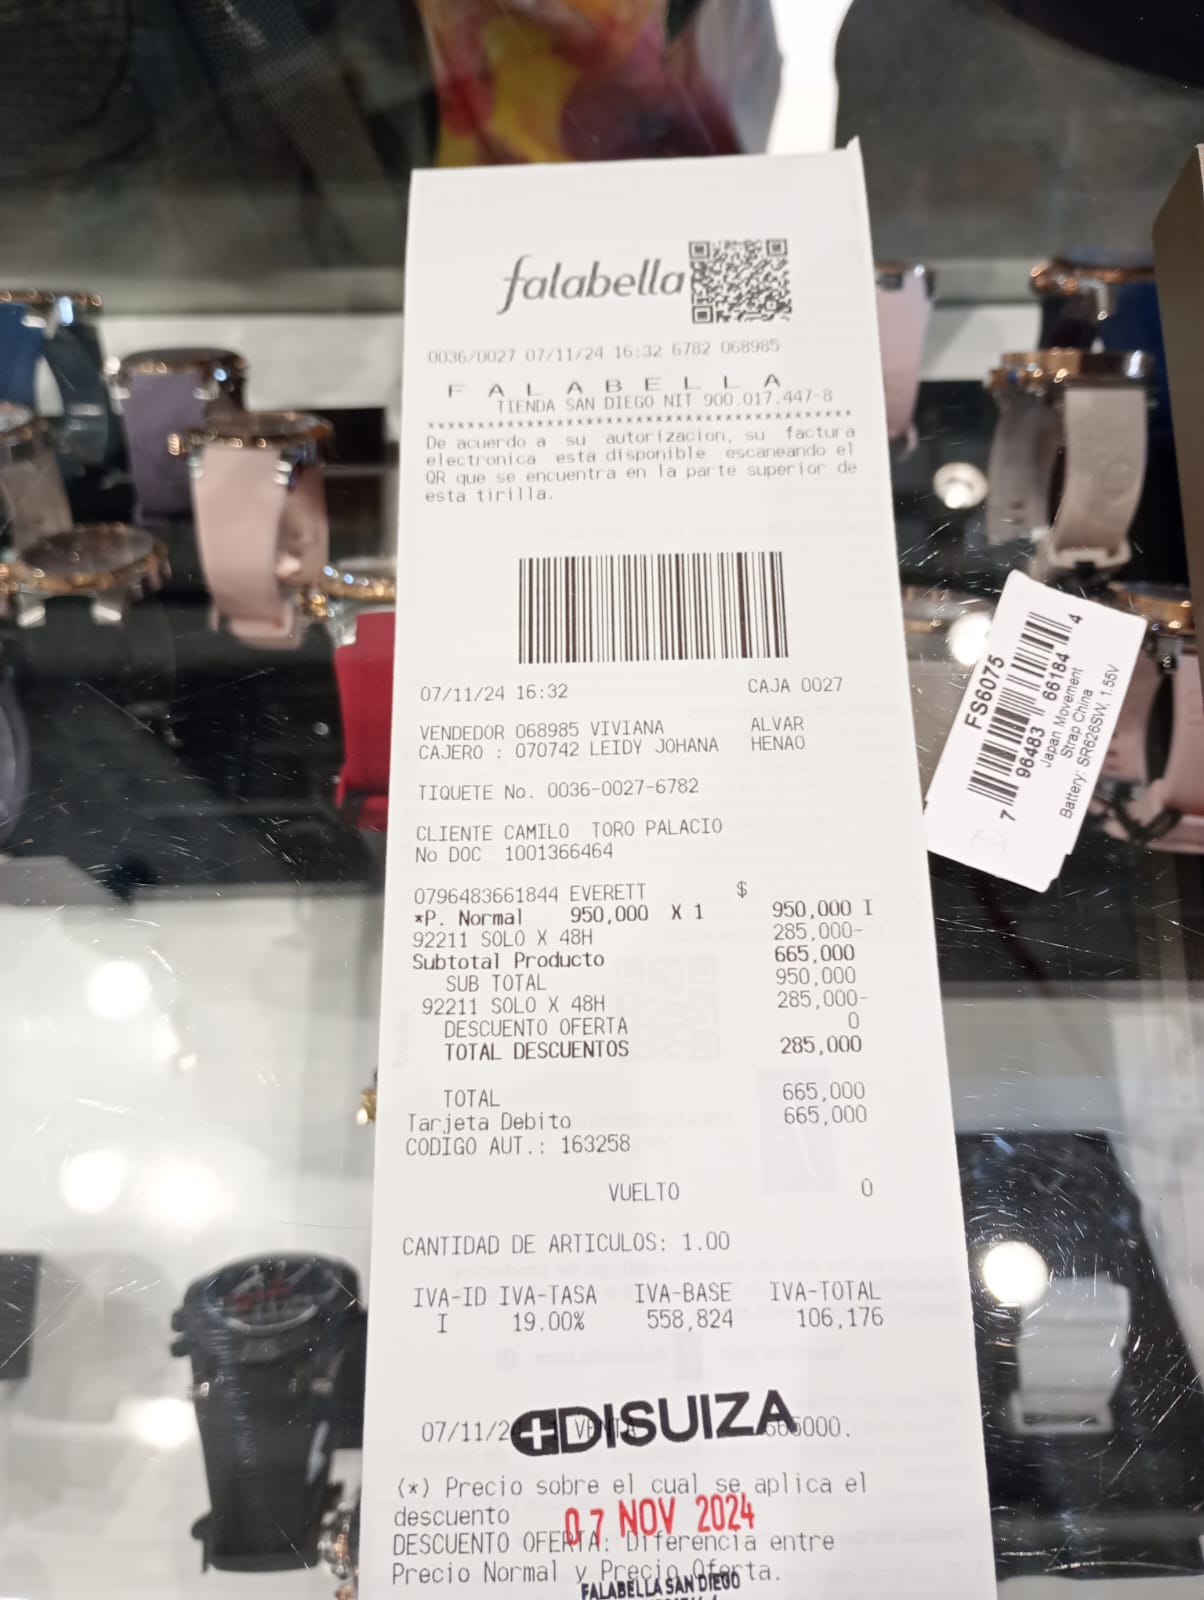 falabella
0036/0027 07/11/24 16:32 6782 068985
F A L A B E L L A
TIENDA SAN DIEGO NIT 900.017.447-8
De acuerdo a su autorizacion, su factura
electronica esta disponible escaneando el
QR que se encuentra en la parte superior de
esta tirilla.
07/11/24 16:32 CAJA 0027
VENDEDOR 068985 VIVIANA ALVAR
CAJERO : 070742 LEIDY JOHANA HENAO
TIQUETE No. 0036-0027-6782
CLIENTE CAMILO TORO PALACIO
No DOC 1001366464
0796483661844 EVERETT $
*P. Normal 950,000 X 1 950,000 I
92211 SOLO X 48H 285,000-
Subtotal Producto 665,000
SUB TOTAL 950,000
92211 SOLO X 48H 285,000-
DESCUENTO OFERTA 0
TOTAL DESCUENTOS 285,000
TOTAL 665,000
Tarjeta Debito 665,000
CODIGO AUT.: 163258
VUELTO 0
CANTIDAD DE ARTICULOS: 1.00
IVA-ID IVA-TASA IVA-BASE IVA-TOTAL
I 19.00% 558,824 106,176
07/11/2
DISUIZA
(*) Precio sobre el cual se aplica el
descuento
07 NOV 2024
DESCUENTO OFERTA: Diferencia entre
Precio Normal y Precio Oferta.
FALABELLA SAN DIEGO
FS6075
7 96483 66184 4
Japan Movement
Strap China
Battery: SR626SW, 1.55V